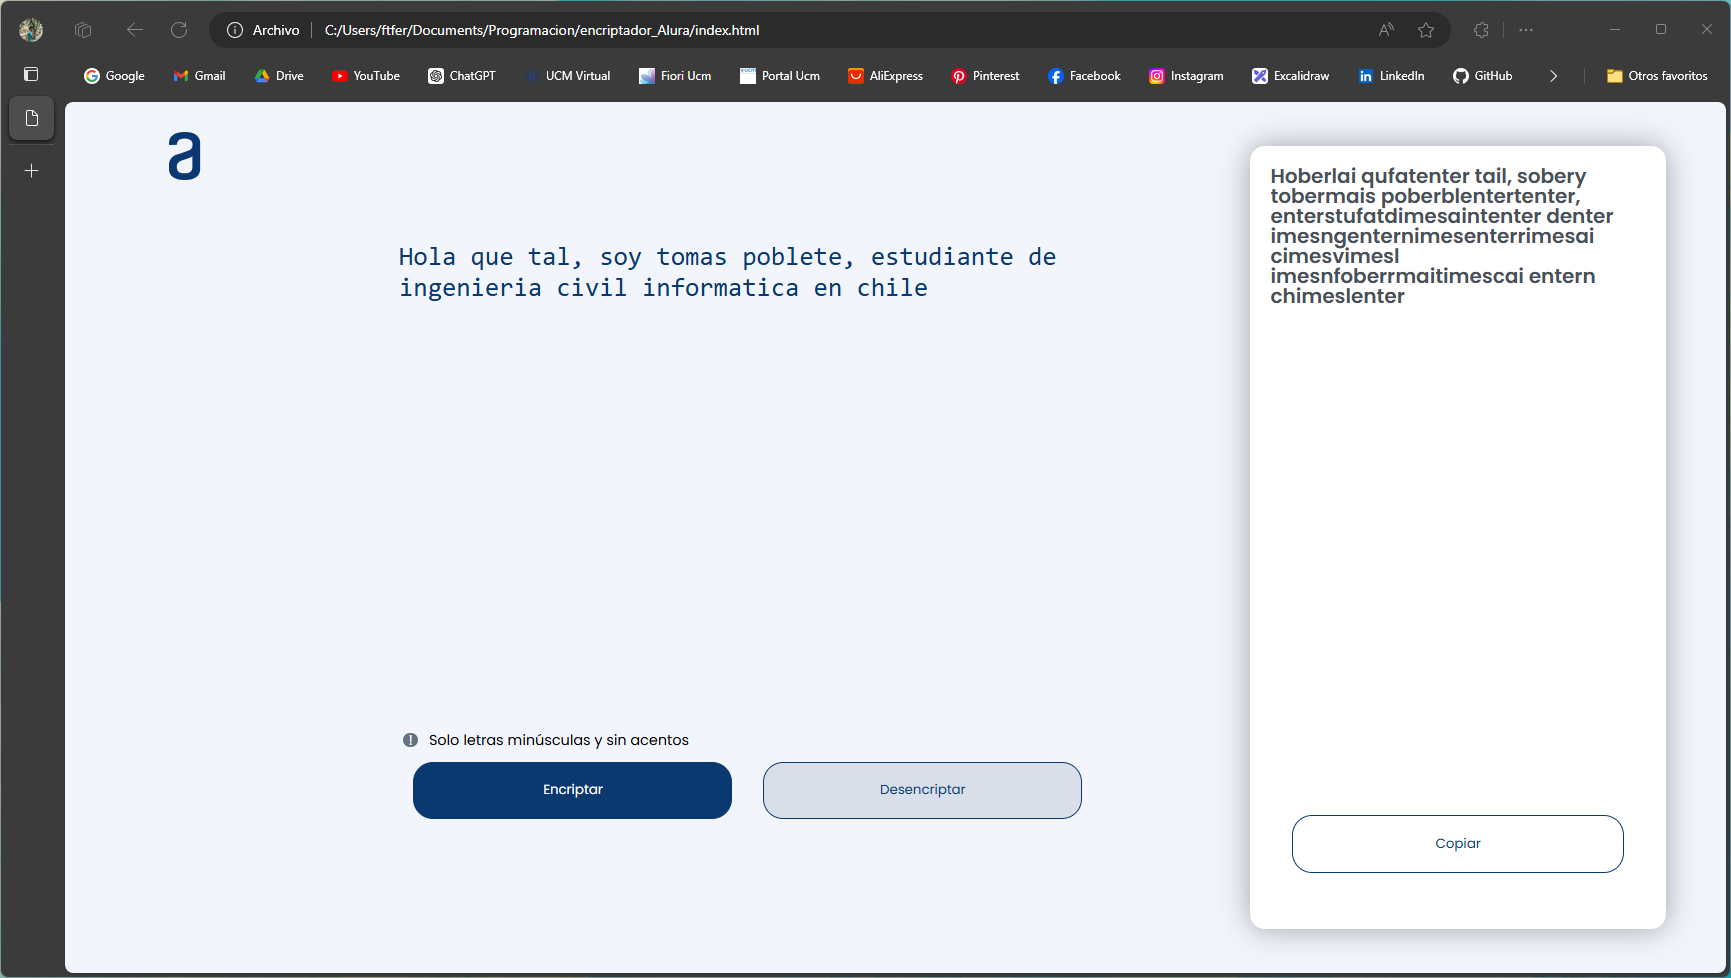 Archivo
C:/Users/ftfer/Documents/Programacion/encriptador_Alura/index.html
Google
Gmail
Drive
YouTube
ChatGPT
UCM Virtual
Fiori Ucm
Portal Ucm
AliExpress
Pinterest
Facebook
Instagram
Excalidraw
LinkedIn
GitHub
Otros favoritos
a
Hola que tal, soy tomas poblete, estudiante de
ingenieria civil informatica en chile
Solo letras minúsculas y sin acentos
Encriptar
Desencriptar
Hoberlai qufatenter tail, sobery
tobermais poberblentertenter,
enterstufatdimesaintenter denter
imesngenternimesenterrimesai
cimesvimesl
imesnfoberrmaitimescai entern
chimeslenter
Copiar